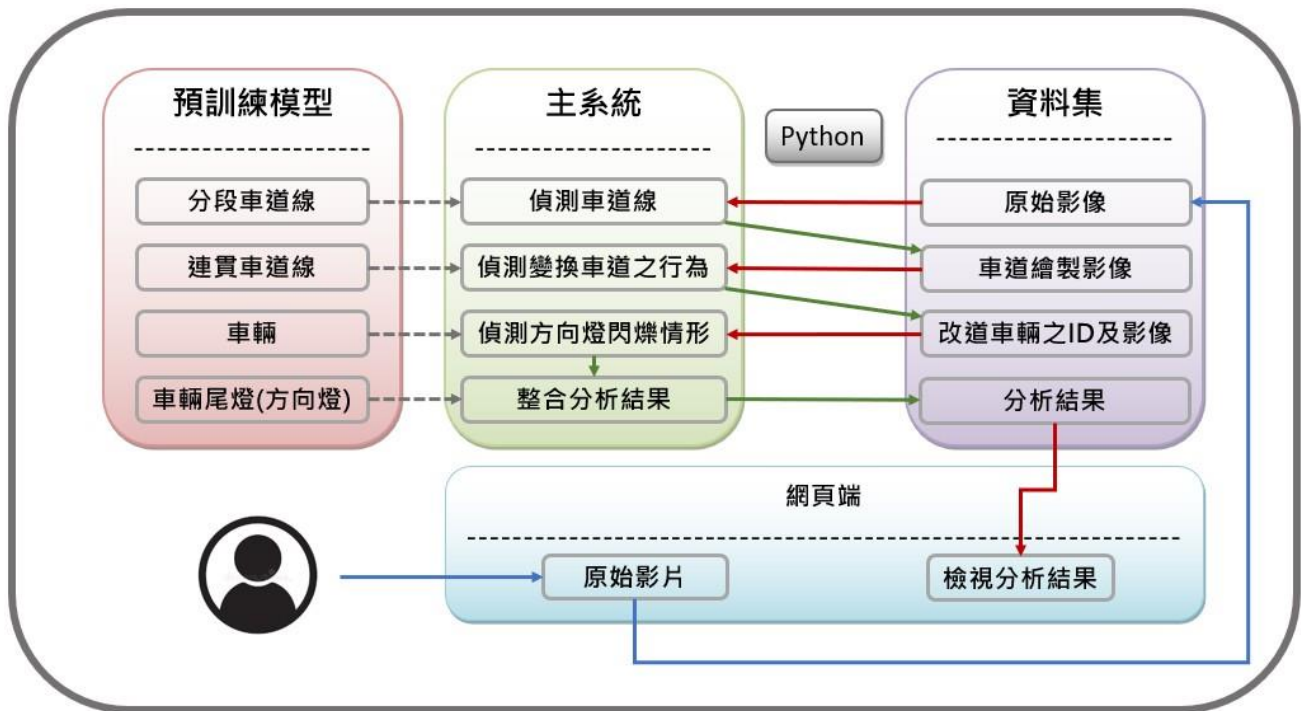 預訓練模型
分段車道線
連貫車道線
車輛
車輛尾燈(方向燈)
主系統
偵測車道線
偵測變換車道之行為
偵測方向燈閃爍情形
整合分析結果
Python
資料集
原始影像
車道繪製影像
改道車輛之ID及影像
分析結果
網頁端
原始影片
檢視分析結果